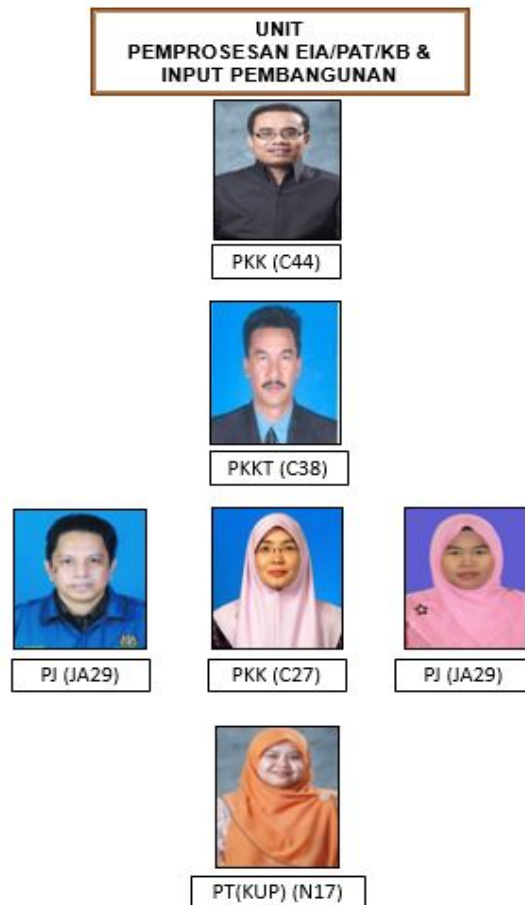 UNIT
PEMPROSESAN EIA/PAT/KB &
INPUT PEMBANGUNAN
PKK (C44)
PKKT (C38)
PJ (JA29)
PKK (C27)
PJ (JA29)
PT(KUP) (N17)